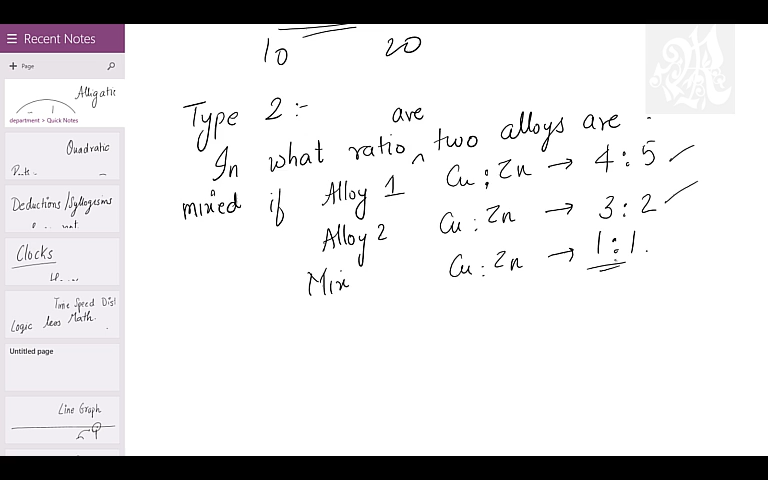 Recent Notes
+ Page
Alligatio
department > Quick Notes
Quadratic
Deductions/Syllogisms
Clocks
Time Speed Dist
Logic less Math.
Untitled page
Line Graph
10 20
Type 2:- are
In what ratio ^ two alloys are
mixed if Alloy 1 Cu : Zn → 4 : 5
Alloy 2 Cu : Zn → 3 : 2
Mix Cu : Zn → 1 : 1.